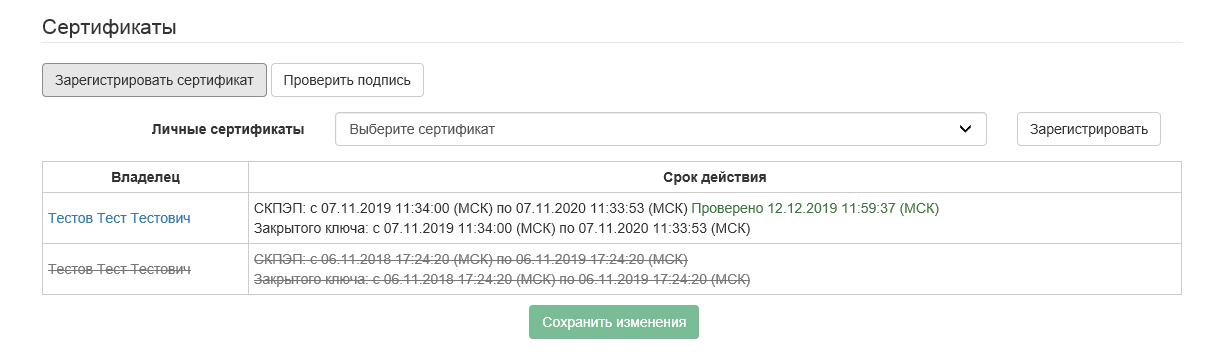 Сертификаты
Зарегистрировать сертификат Проверить подпись
Личные сертификаты Выберите сертификат Зарегистрировать
Владелец Срок действия
Тестов Тест Тестович СКПЭП: с 07.11.2019 11:34:00 (МСК) по 07.11.2020 11:33:53 (МСК) Проверено 12.12.2019 11:59:37 (МСК)
Закрытого ключа: с 07.11.2019 11:34:00 (МСК) по 07.11.2020 11:33:53 (МСК)
Тестов Тест Тестович СКПЭП: с 06.11.2018 17:24:20 (МСК) по 06.11.2019 17:24:20 (МСК)
Закрытого ключа: с 06.11.2018 17:24:20 (МСК) по 06.11.2019 17:24:20 (МСК)
Сохранить изменения